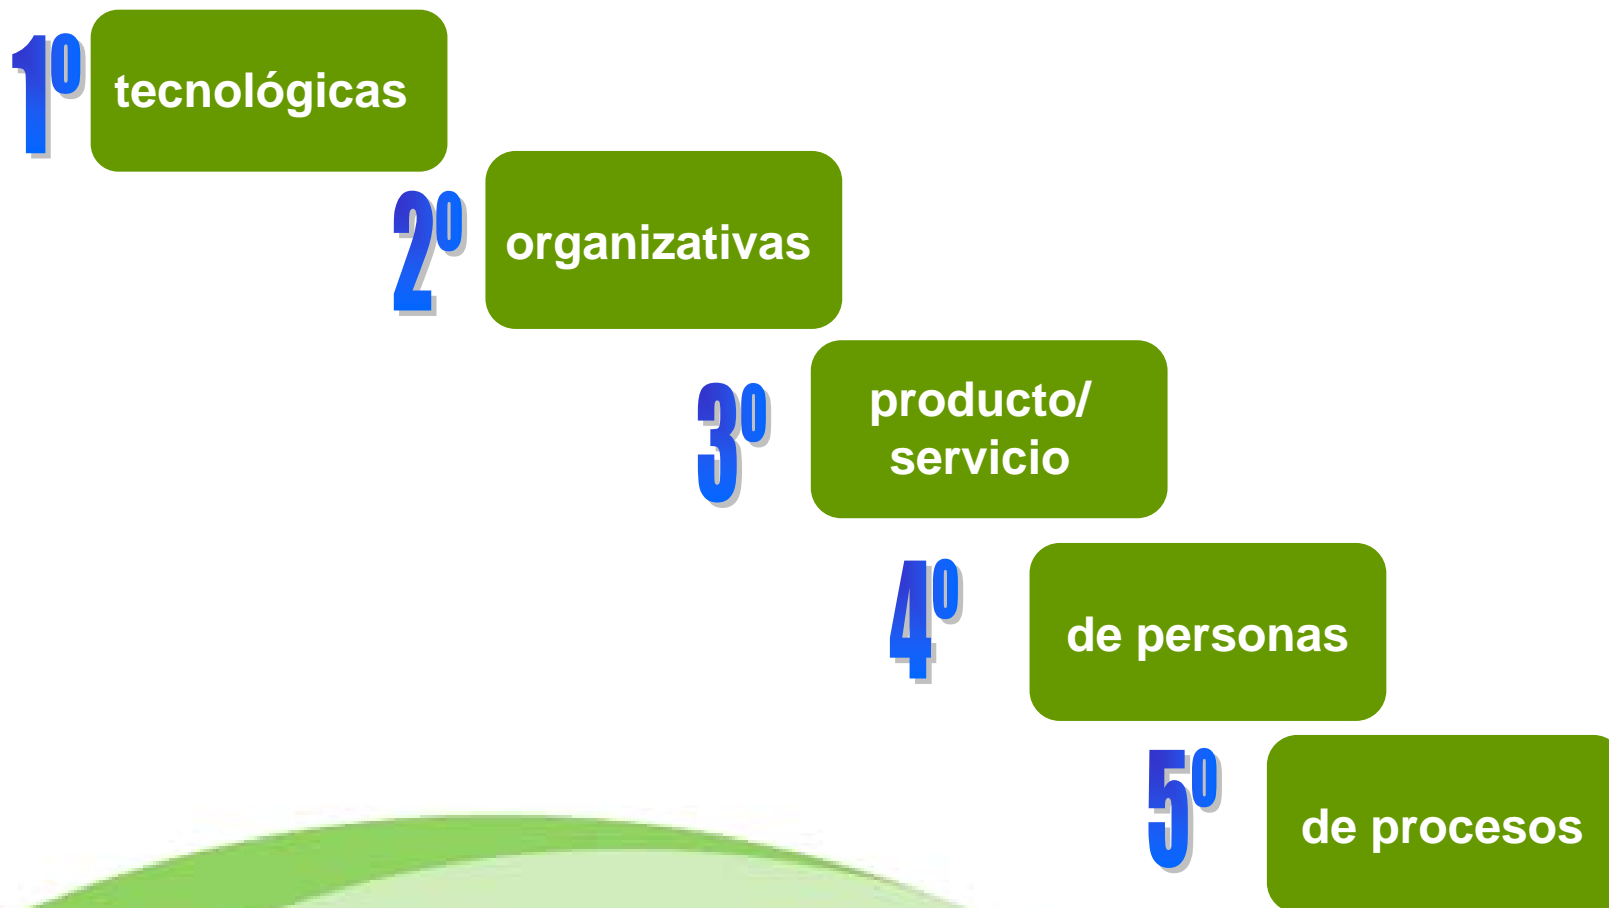 1º
tecnológicas
2º
organizativas
3º
producto/
servicio
4º
de personas
5º
de procesos